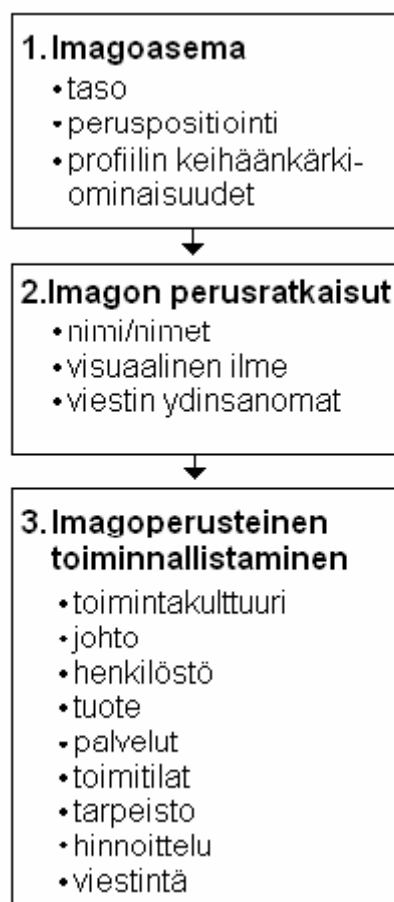 1. Imagoasema
•taso
•peruspositiointi
•profiilin keihäänkärki-
ominaisuudet
2.Imagon perusratkaisut
•nimi/nimet
•visuaalinen ilme
•viestin ydinsanomat
3. Imagoperusteinen
toiminnallistaminen
•toimintakulttuuri
•johto
•henkilöstö
•tuote
•palvelut
•toimitilat
•tarpeisto
•hinnoittelu
•viestintä